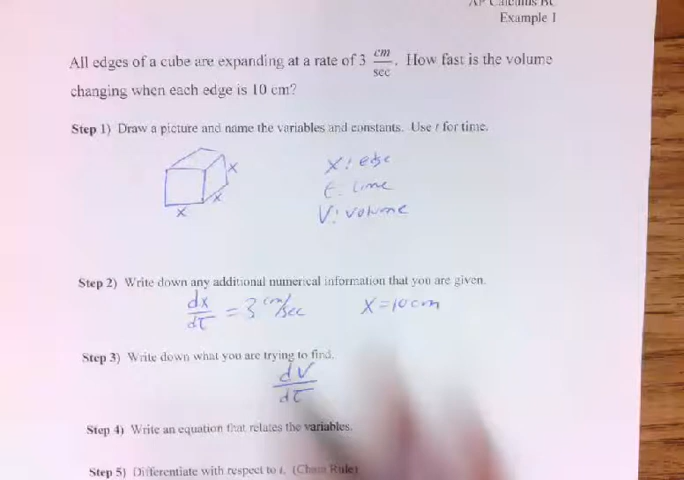 AP Calculus BC
Example 1
All edges of a cube are expanding at a rate of 3 cm/sec. How fast is the volume
changing when each edge is 10 cm?
Step 1) Draw a picture and name the variables and constants. Use t for time.
x: edge
x
t: time
x
V: volume
x
Step 2) Write down any additional numerical information that you are given.
dx/dt = 3 cm/sec x=10cm
Step 3) Write down what you are trying to find.
dV/dt
Step 4) Write an equation that relates the variables.
Step 5) Differentiate with respect to t. (Chain Rule)